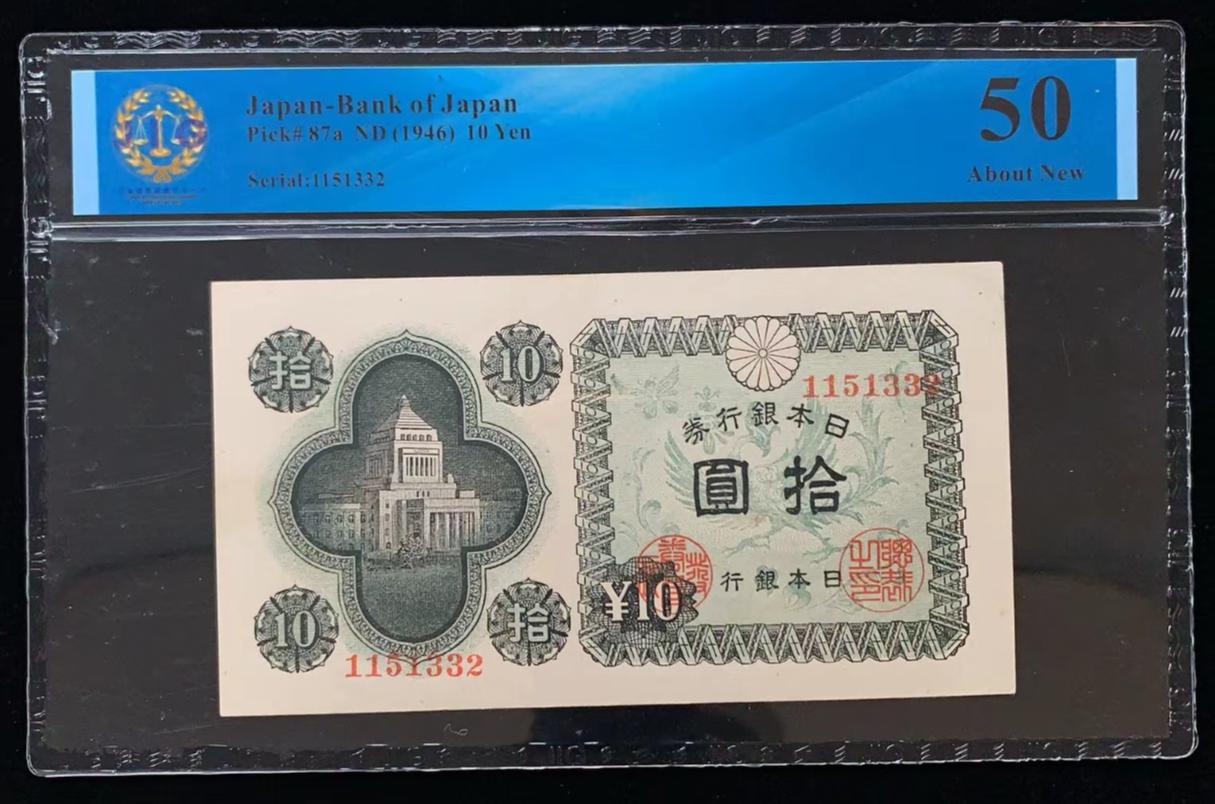 Japan-Bank of Japan
Pick# 87a ND (1946) 10 Yen
Serial:1151332
50
About New
拾
10
1151332
券行銀本日
圓拾
行銀本日
¥10
10
拾
1151332